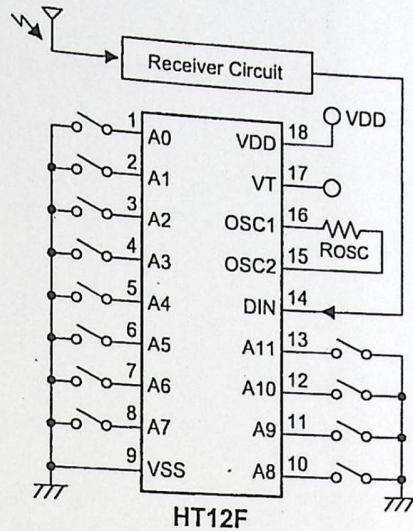 Receiver Circuit
VDD
1 A0 VDD 18
2 A1 VT 17
3 A2 OSC1 16
ROSC
4 A3 OSC2 15
5 A4 DIN 14
6 A5 A11 13
7 A6 A10 12
8 A7 A9 11
9 VSS A8 10
HT12F